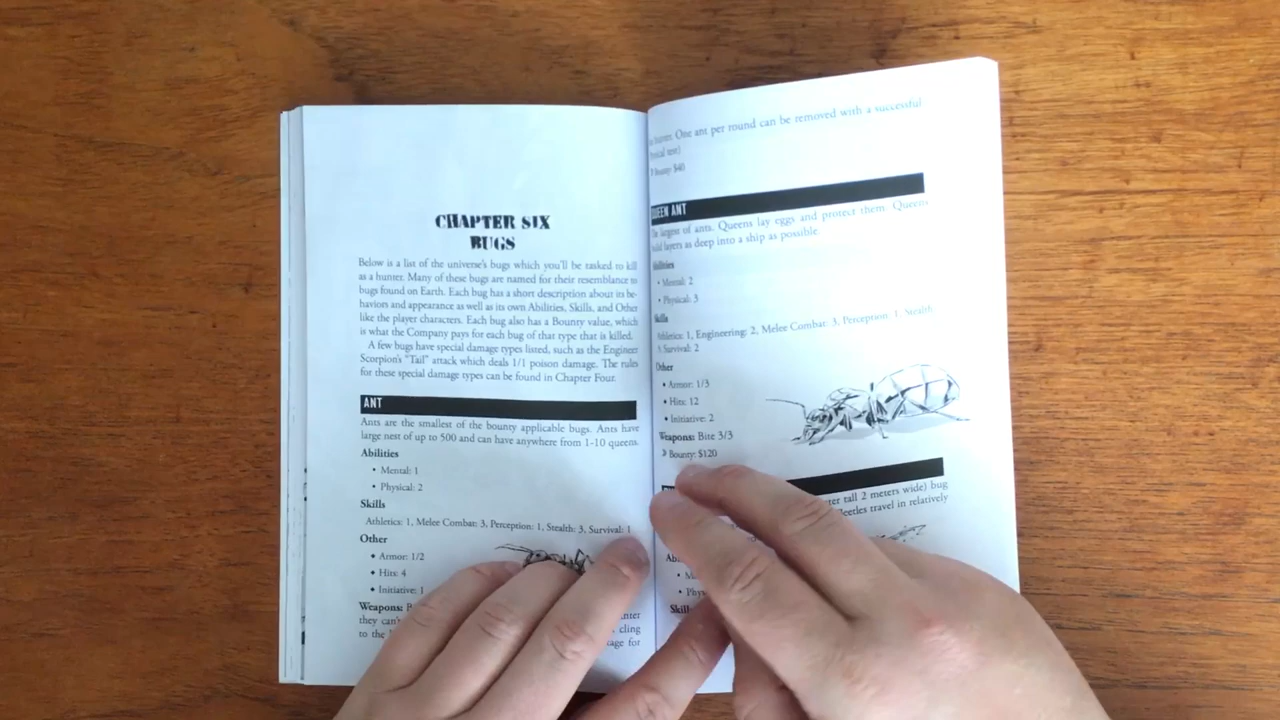 CHAPTER SIX
BUGS
Below is a list of the universe's bugs which you'll be tasked to kill
as a hunter. Many of these bugs are named for their resemblance to
bugs found on Earth. Each bug has a short description about its be-
haviors and appearance as well as its own Abilities, Skills, and Other
like the player characters. Each bug also has a Bounty value, which
is what the Company pays for each bug of that type that is killed.
A few bugs have special damage types listed, such as the Engineer
Scorpion's "Tail" attack which deals 1/1 poison damage. The rules
for these special damage types can be found in Chapter Four.
ANT
Ants are the smallest of the bounty applicable bugs. Ants have
large nest of up to 500 and can have anywhere from 1-10 queens.
Abilities
• Mental: 1
• Physical: 2
Skills
Athletics: 1, Melee Combat: 3, Perception: 1, Stealth: 3, Survival: 1
Other
• Armor: 1/2
• Hits: 4
• Initiative: 1
Weapons:
they can't
to the
cling
for
hunter. One ant per round can be removed with a successful
test)
Bounty: $40
QUEEN ANT
The largest of ants. Queens lay eggs and protect them. Queens
build layers as deep into a ship as possible.
Abilities
• Mental: 2
• Physical: 3
Skills
Athletics: 1, Engineering: 2, Melee Combat: 3, Perception: 1, Stealth:
Survival: 2
Other
• Armor: 1/3
• Hits: 12
• Initiative: 2
Weapons: Bite 3/3
» Bounty: $120
tall 2 meters wide) bug
Beetles travel in relatively